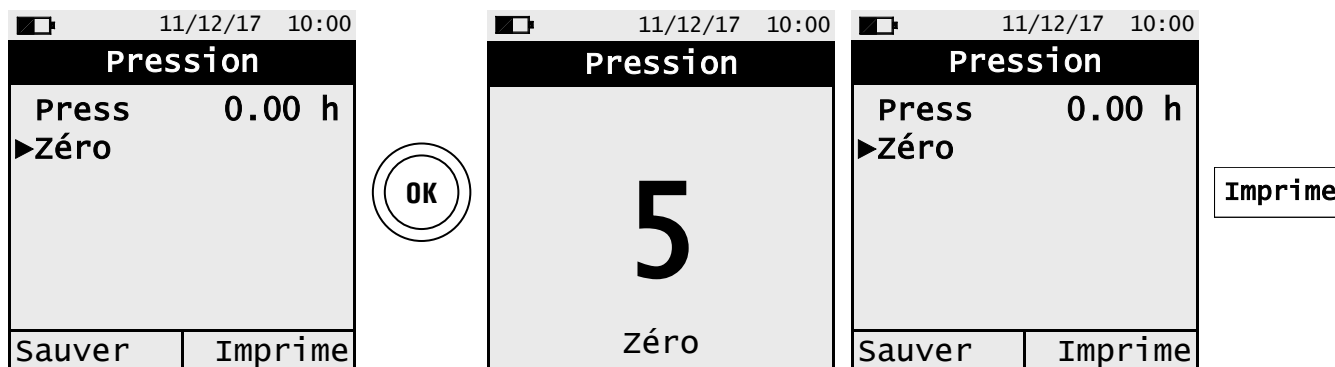 11/12/17 10:00
Pression
Press 0.00 h
▶Zéro
Sauver Imprime
OK
11/12/17 10:00
Pression
5
Zéro
11/12/17 10:00
Pression
Press 0.00 h
▶Zéro
Sauver Imprime
Imprime